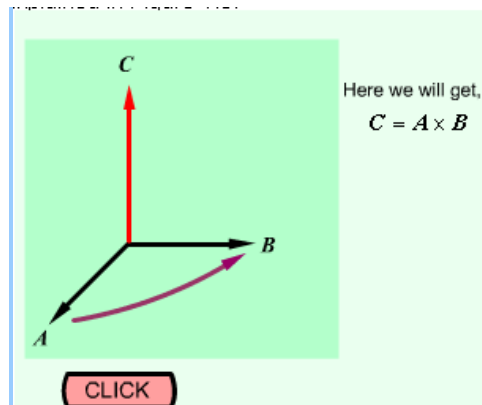 C
Here we will get,
C = A × B
B
A
CLICK